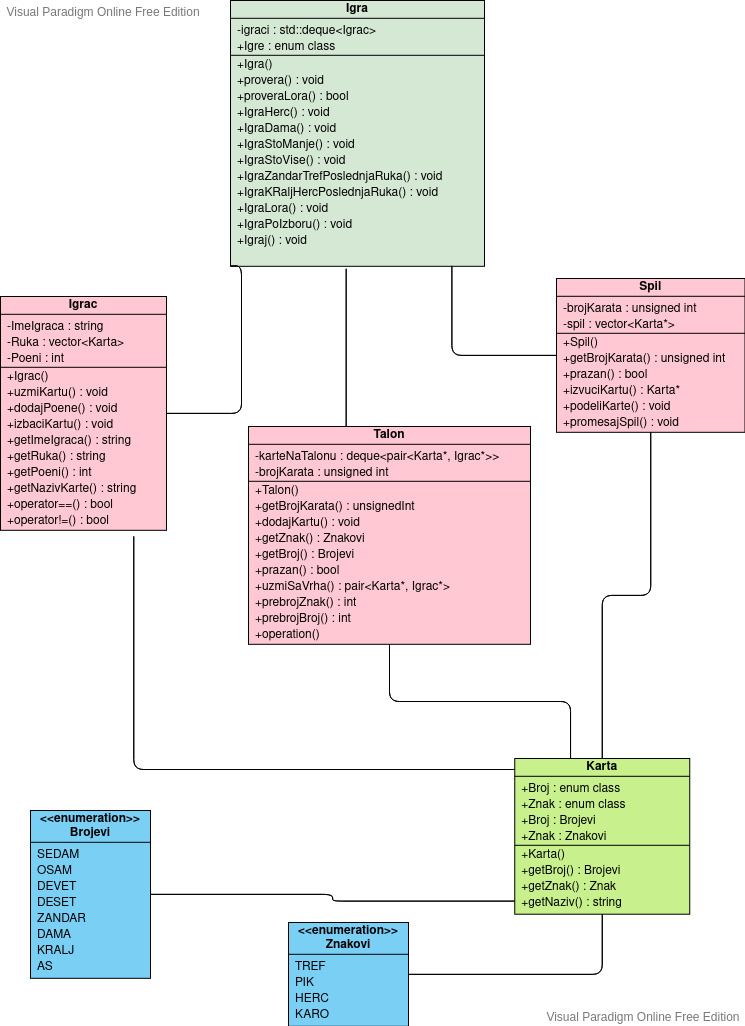 Visual Paradigm Online Free Edition
Igra
-igraci : std::deque<Igrac>
+Igre : enum class
+Igra()
+provera() : void
+proveraLora() : bool
+IgraHerc() : void
+IgraDama() : void
+IgraStoManje() : void
+IgraStoVise() : void
+IgraZandarTrefPoslednjaRuka() : void
+IgraKRaljHercPoslednjaRuka() : void
+IgraLora() : void
+IgraPoIzboru() : void
+Igraj() : void
Igrac
-ImeIgraca : string
-Ruka : vector<Karta>
-Poeni : int
+Igrac()
+uzmiKartu() : void
+dodajPoene() : void
+izbaciKartu() : void
+getImeIgraca() : string
+getRuka() : string
+getPoeni() : int
+getNazivKarte() : string
+operator==() : bool
+operator!=() : bool
Spil
-brojKarata : unsigned int
-spil : vector<Karta*>
+Spil()
+getBrojKarata() : unsigned int
+prazan() : bool
+izvuciKartu() : Karta*
+podeliKarte() : void
+promesajSpil() : void
Talon
-karteNaTalonu : deque<pair<Karta*, Igrac*>>
-brojKarata : unsigned int
+Talon()
+getBrojKarata() : unsignedInt
+dodajKartu() : void
+getZnak() : Znakovi
+getBroj() : Brojevi
+prazan() : bool
+uzmiSaVrha() : pair<Karta*, Igrac*>
+prebrojZnak() : int
+prebrojBroj() : int
+operation()
Karta
+Broj : enum class
+Znak : enum class
+Broj : Brojevi
+Znak : Znakovi
+Karta()
+getBroj() : Brojevi
+getZnak() : Znak
+getNaziv() : string
<<enumeration>>
Brojevi
SEDAM
OSAM
DEVET
DESET
ZANDAR
DAMA
KRALJ
AS
<<enumeration>>
Znakovi
TREF
PIK
HERC
KARO
Visual Paradigm Online Free Edition